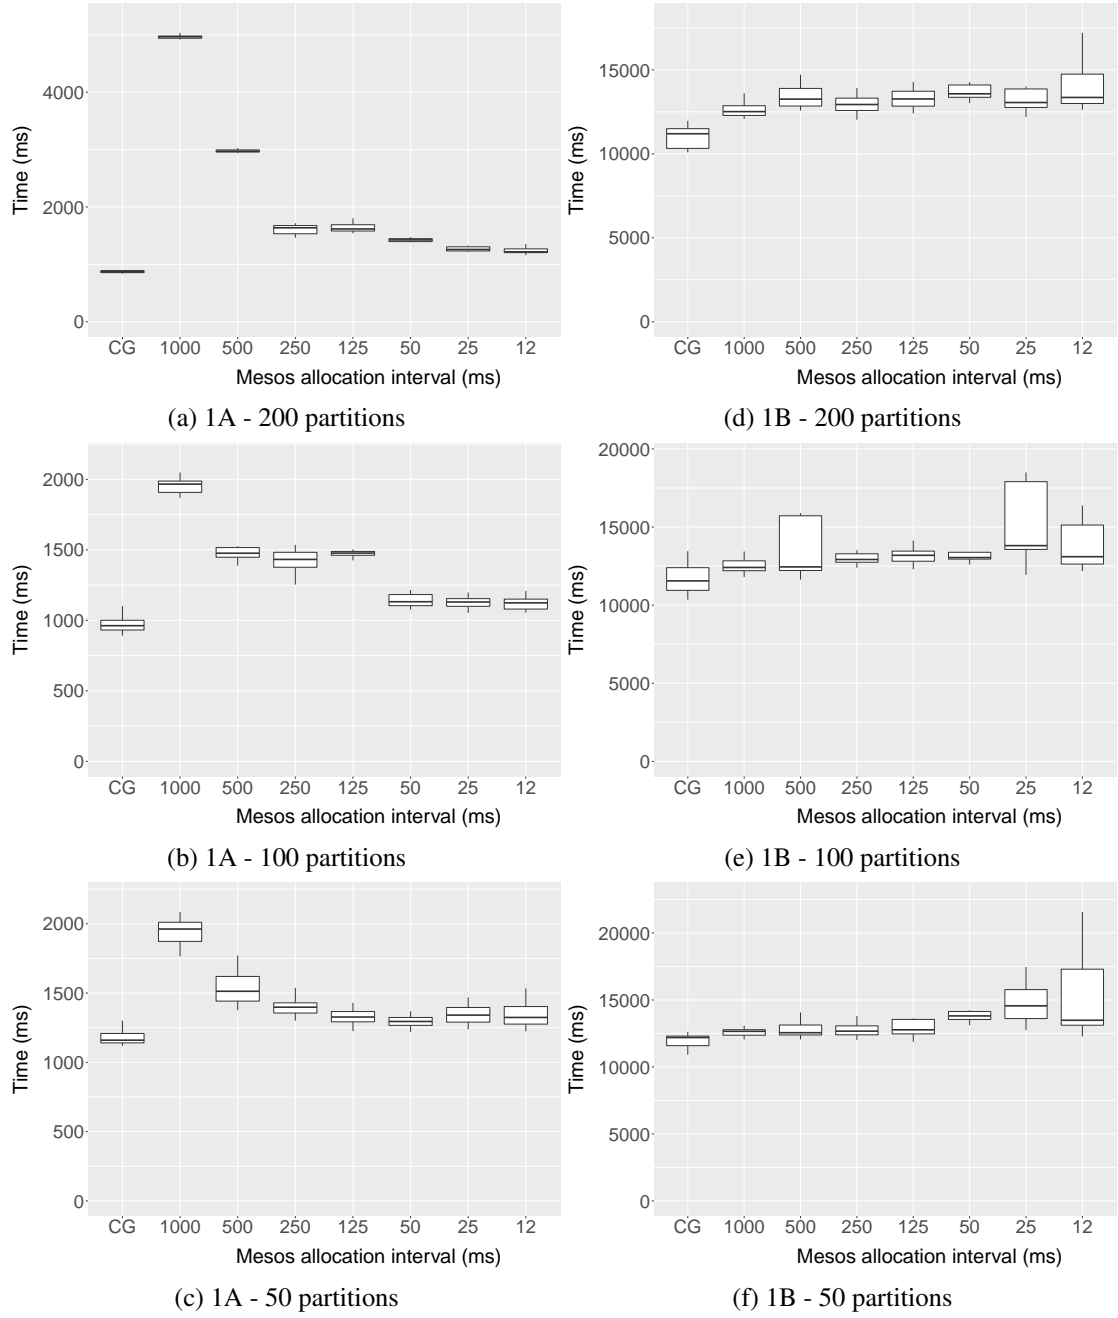 Time (ms)
4000
2000
0
CG 1000 500 250 125 50 25 12
Mesos allocation interval (ms)
(a) 1A - 200 partitions
Time (ms)
15000
10000
5000
0
CG 1000 500 250 125 50 25 12
Mesos allocation interval (ms)
(d) 1B - 200 partitions
Time (ms)
2000
1500
1000
500
0
CG 1000 500 250 125 50 25 12
Mesos allocation interval (ms)
(b) 1A - 100 partitions
Time (ms)
20000
15000
10000
5000
0
CG 1000 500 250 125 50 25 12
Mesos allocation interval (ms)
(e) 1B - 100 partitions
Time (ms)
2000
1500
1000
500
0
CG 1000 500 250 125 50 25 12
Mesos allocation interval (ms)
(c) 1A - 50 partitions
Time (ms)
20000
15000
10000
5000
0
CG 1000 500 250 125 50 25 12
Mesos allocation interval (ms)
(f) 1B - 50 partitions